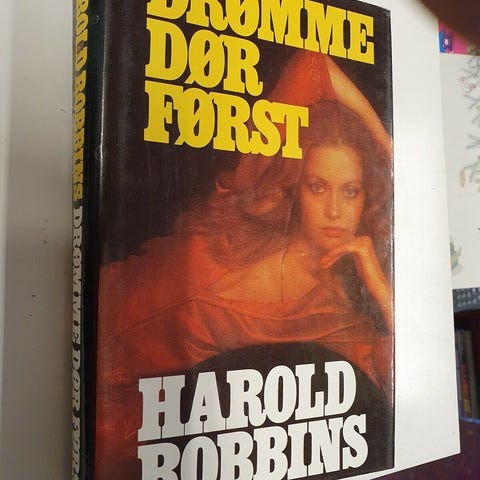 DRØMME
DØR
FØRST
HAROLD
ROBBINS
HAROLD ROBBINS DRØMME DØR FØRST